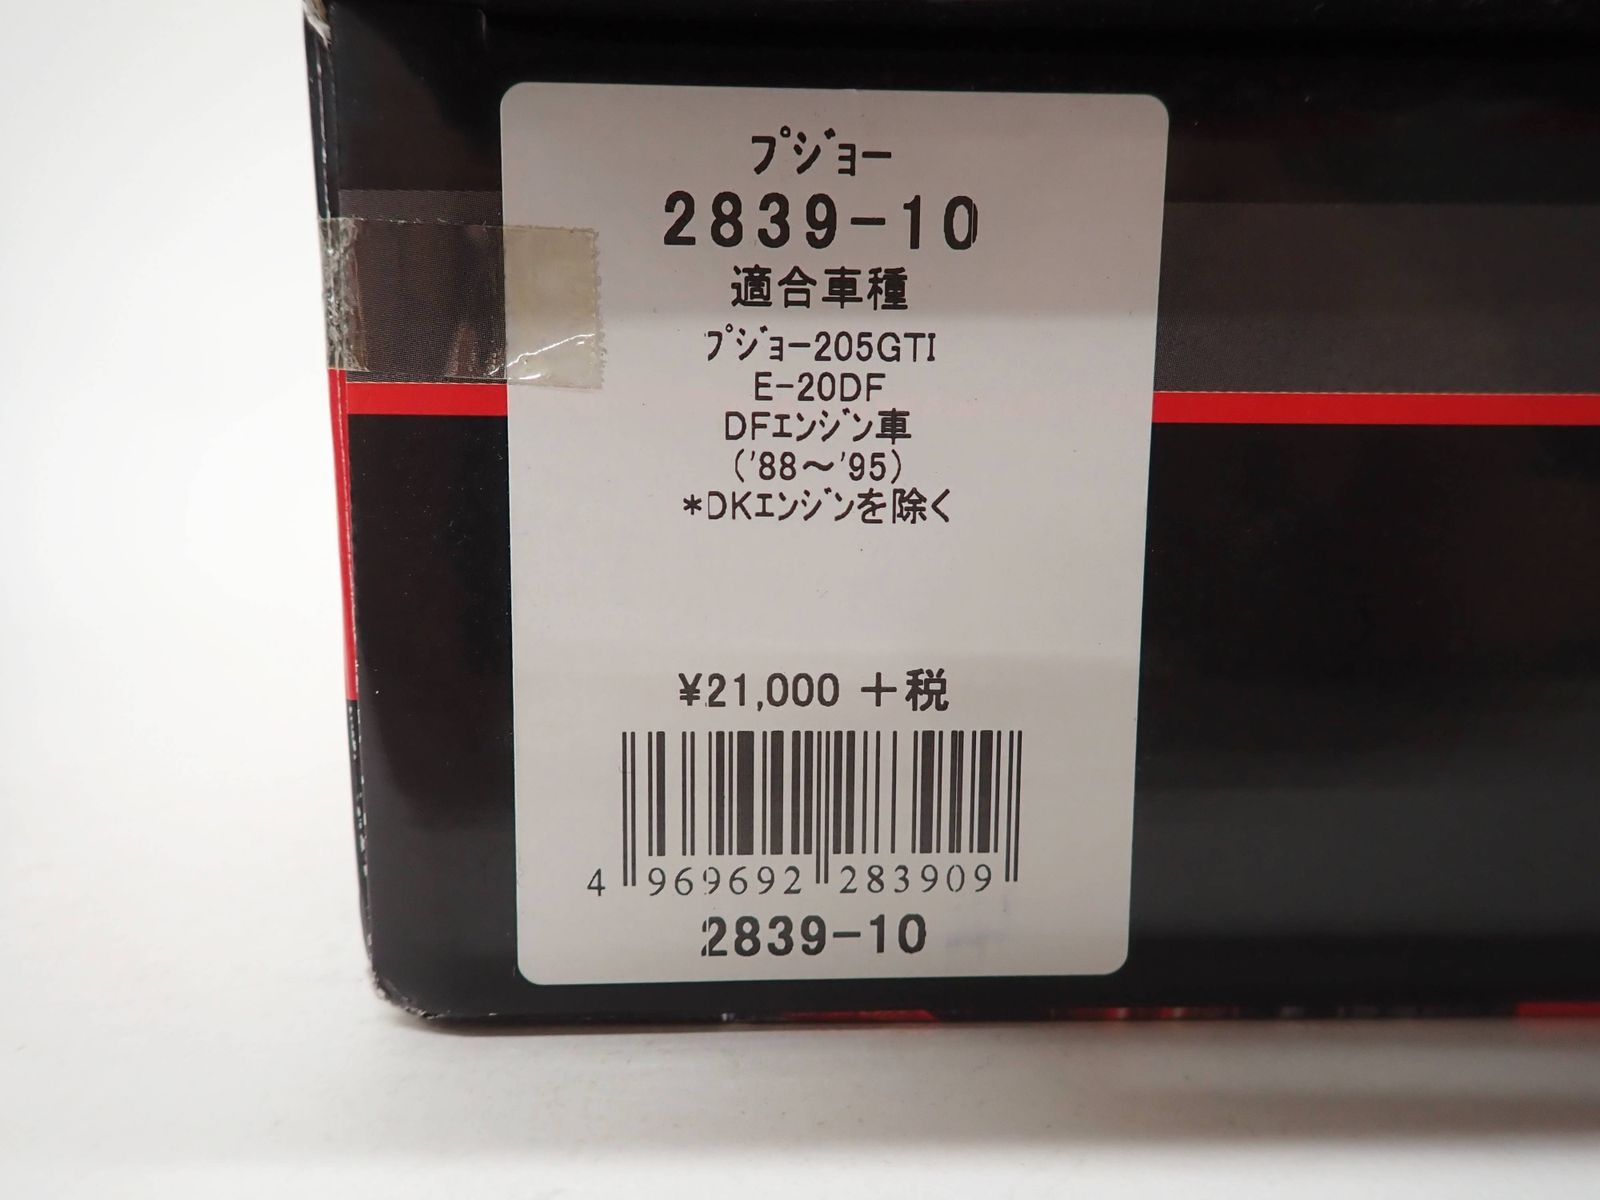 プジョー
2839-10
適合車種
プジョー205GTI
E-20DF
DFエンジン車
('88～'95)
*DKエンジンを除く
¥21,000 +税
4 969692 283909
2839-10